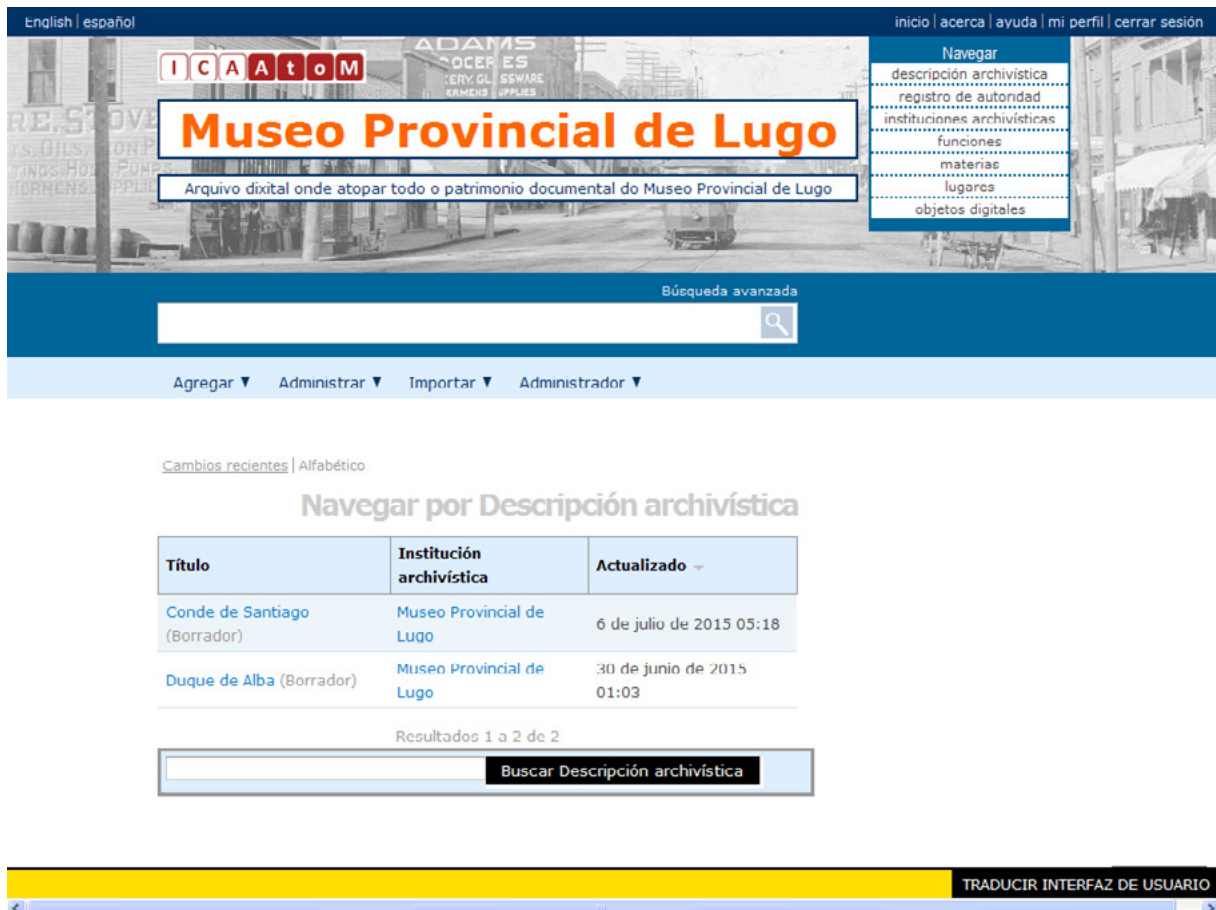 English | español
inicio | acerca | ayuda | mi perfil | cerrar sesión
ICAAtoM
ADAMS
SSWARE
Museo Provincial de Lugo
Arquivo dixital onde atopar todo o patrimonio documental do Museo Provincial de Lugo
Navegar
descripción archivística
registro de autoridad
instituciones archivísticas
funciones
materias
lugares
objetos digitales
Búsqueda avanzada
Agregar ▼ Administrar ▼ Importar ▼ Administrador ▼
Cambios recientes | Alfabético
Navegar por Descripción archivística
Título
Institución
archivística
Actualizado
Conde de Santiago
(Borrador)
Museo Provincial de
Lugo
6 de julio de 2015 05:18
Duque de Alba (Borrador)
Museo Provincial de
Lugo
30 de junio de 2015
01:03
Resultados 1 a 2 de 2
Buscar Descripción archivística
TRADUCIR INTERFAZ DE USUARIO